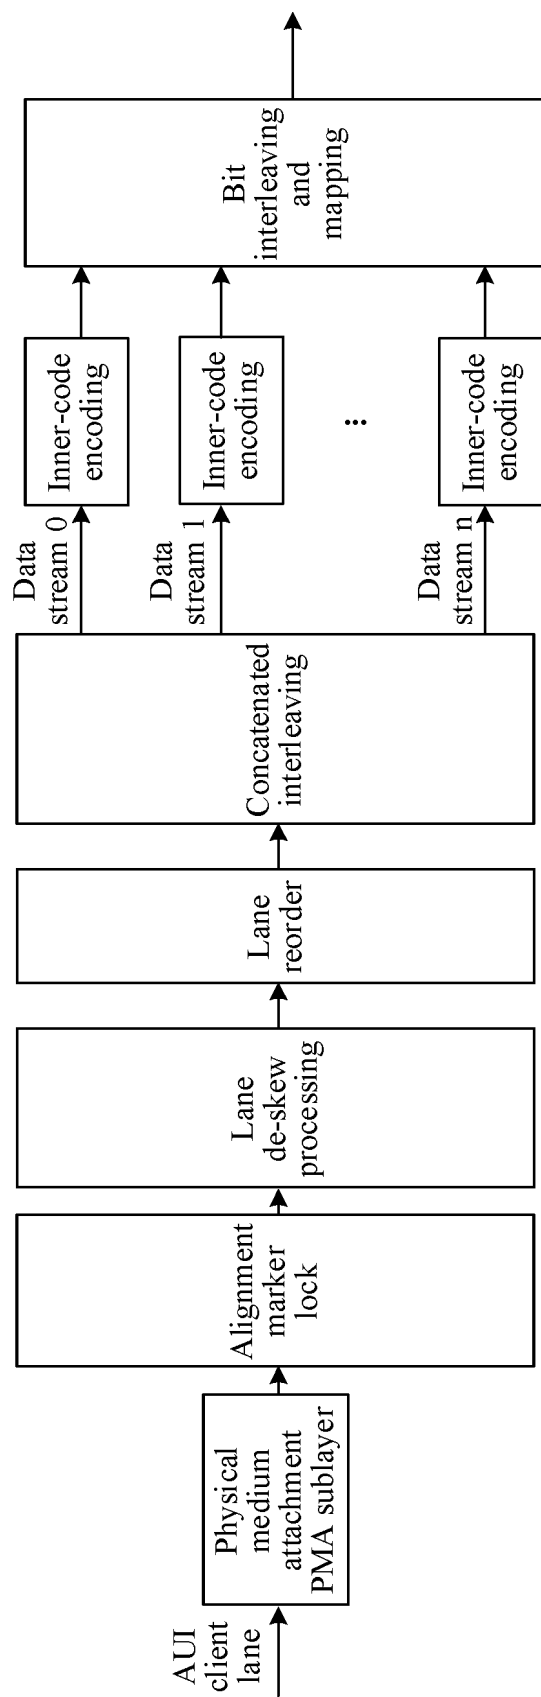 AUI
client
lane
Physical
medium
attachment
PMA sublayer
Alignment
marker
lock
Lane
de-skew
processing
Lane
reorder
Concatenated
interleaving
Data
stream 0
Data
stream 1
Data
stream n
Inner-code
encoding
Inner-code
encoding
...
Inner-code
encoding
Bit
interleaving
and
mapping